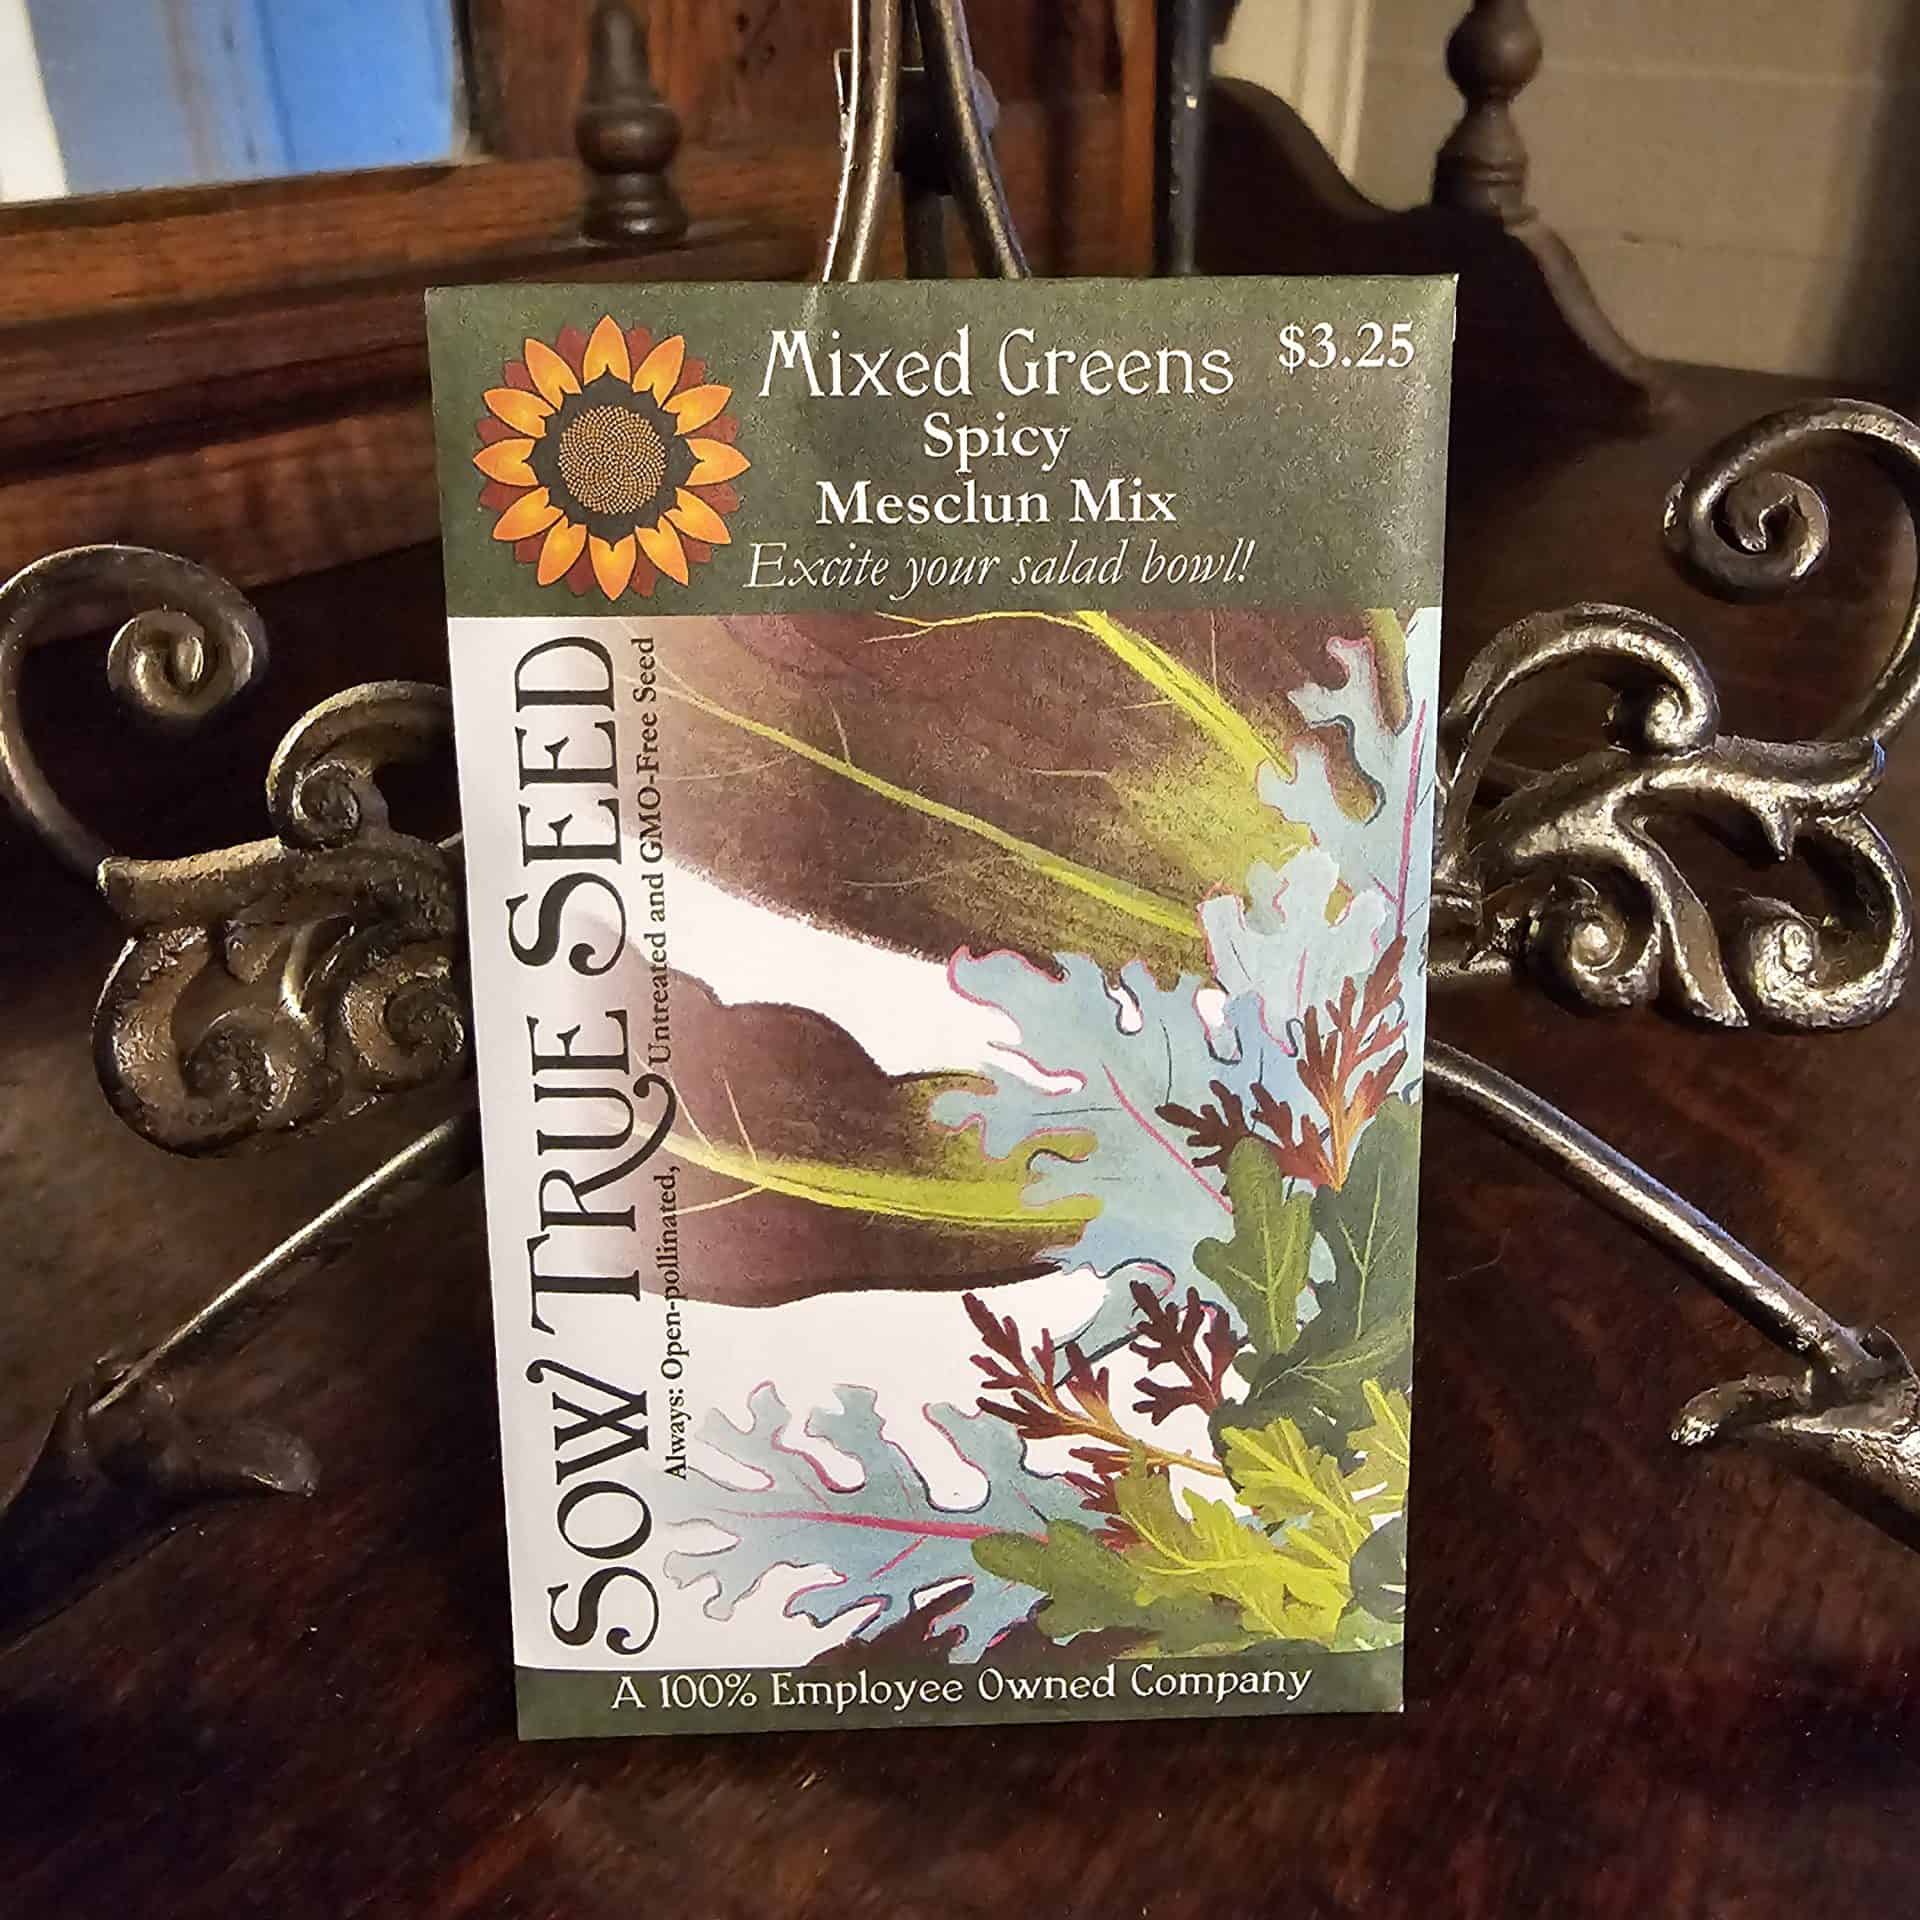 Mixed Greens
$3.25
Spicy
Mesclun Mix
Excite your salad bowl!
SOW TRUE SEED
Always: Open-pollinated, Untreated and GMO-Free Seed
A 100% Employee Owned Company